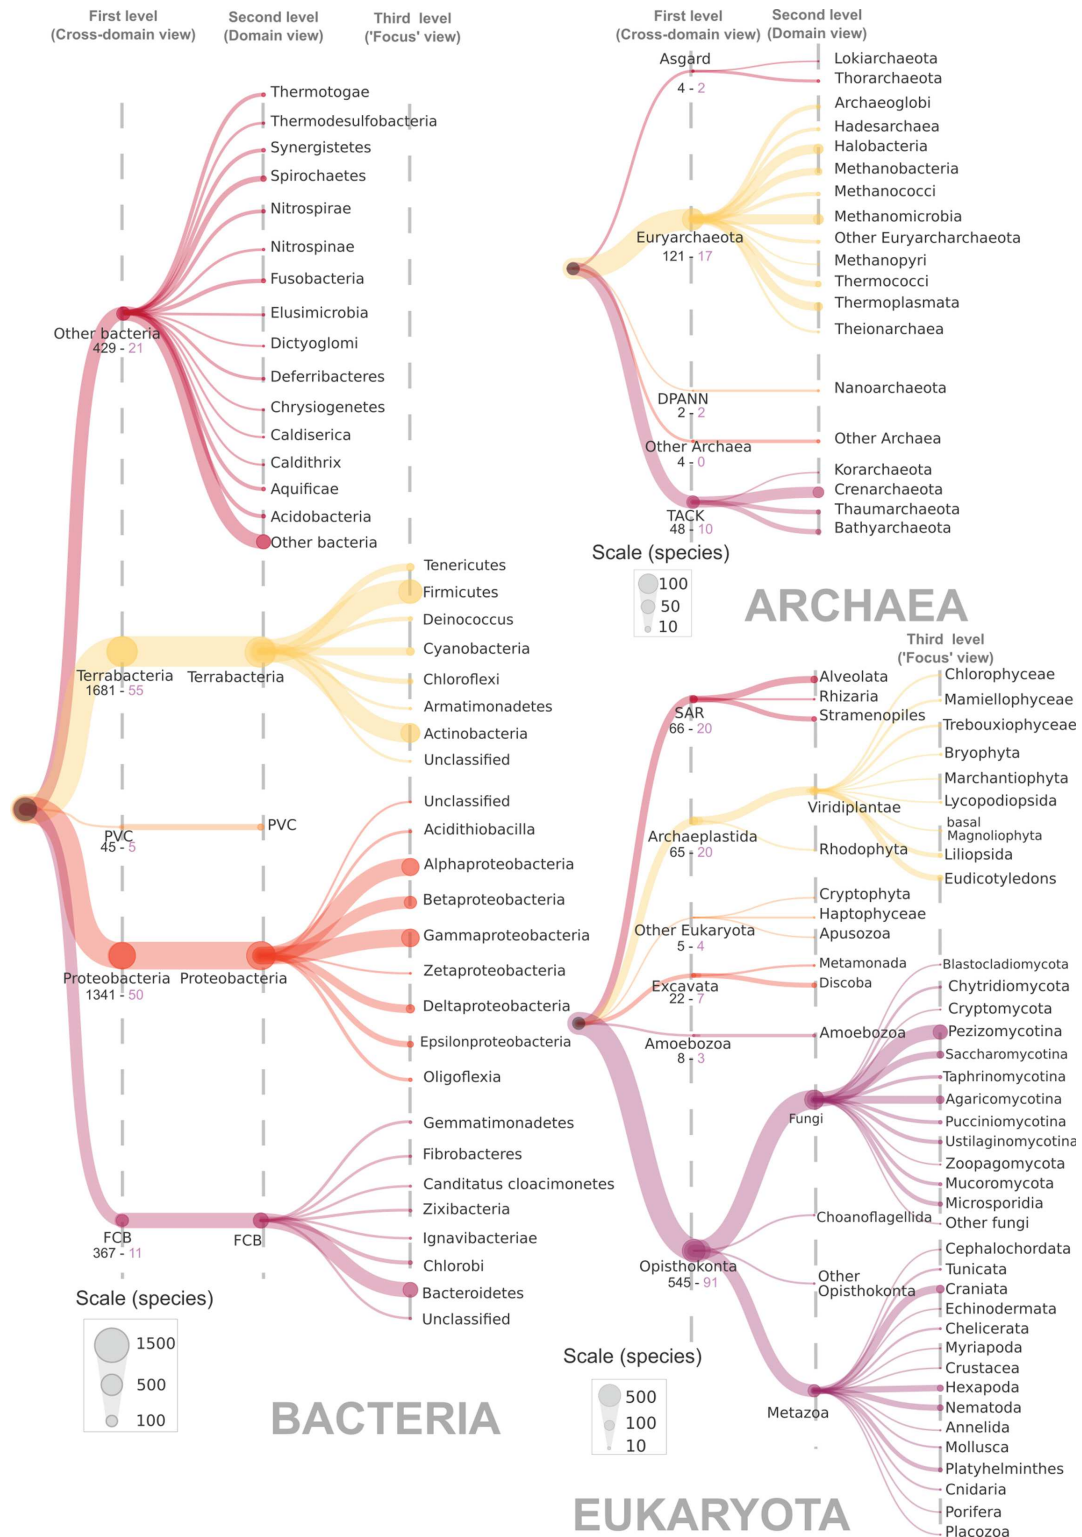 First level
(Cross-domain view)
Second level
(Domain view)
Third level
('Focus' view)
Thermotogae
Thermodesulfobacteria
Synergistetes
Spirochaetes
Nitrospirae
Nitrospinae
Fusobacteria
Elusimicrobia
Dictyoglomi
Deferribacteres
Chrysiogenetes
Caldiserica
Caldithrix
Aquificae
Acidobacteria
Other bacteria
Other bacteria
429 - 21
Tenericutes
Firmicutes
Deinococcus
Cyanobacteria
Chloroflexi
Armatimonadetes
Actinobacteria
Unclassified
Terrabacteria
1681 - 55
Terrabacteria
PVC
45 - 5
PVC
Unclassified
Acidithiobacilla
Alphaproteobacteria
Betaproteobacteria
Gammaproteobacteria
Zetaproteobacteria
Deltaproteobacteria
Epsilonproteobacteria
Oligoflexia
Proteobacteria
1341 - 50
Proteobacteria
Gemmatimonadetes
Fibrobacteres
Canditatus cloacimonetes
Zixibacteria
Ignavibacteriae
Chlorobi
Bacteroidetes
Unclassified
FCB
367 - 11
FCB
Scale (species)
1500
500
100
BACTERIA
First level
(Cross-domain view)
Second level
(Domain view)
Asgard
4 - 2
Lokiarchaeota
Thorarchaeota
Archaeoglobi
Hadesarchaea
Halobacteria
Methanobacteria
Methanococci
Methanomicrobia
Other Euryarcharchaeota
Methanopyri
Thermococci
Thermoplasmata
Theionarchaea
Euryarchaeota
121 - 17
Nanoarchaeota
DPANN
2 - 2
Other Archaea
Other Archaea
4 - 0
Korarchaeota
Crenarchaeota
Thaumarchaeota
Bathyarchaeota
TACK
48 - 10
Scale (species)
100
50
10
ARCHAEA
Third level
('Focus' view)
Alveolata
Rhizaria
Stramenopiles
SAR
66 - 20
Chlorophyceae
Mamiellophyceae
Trebouxiophyceae
Bryophyta
Marchantiophyta
Lycopodiopsida
basal
Magnoliophyta
Liliopsida
Eudicotyledons
Viridiplantae
Rhodophyta
Archaeplastida
65 - 20
Cryptophyta
Haptophyceae
Apusozoa
Other Eukaryota
5 - 4
Metamonada
Discoba
Excavata
22 - 7
Amoebozoa
Amoebozoa
8 - 3
Blastocladiomycota
Chytridiomycota
Cryptomycota
Pezizomycotina
Saccharomycotina
Taphrinomycotina
Agaricomycotina
Pucciniomycotina
Ustilaginomycotina
Zoopagomycota
Mucoromycota
Microsporidia
Other fungi
Fungi
Choanoflagellida
Other
Opisthokonta
Opisthokonta
545 - 91
Cephalochordata
Tunicata
Craniata
Echinodermata
Chelicerata
Myriapoda
Crustacea
Hexapoda
Nematoda
Annelida
Mollusca
Platyhelminthes
Cnidaria
Porifera
Placozoa
Metazoa
Scale (species)
500
100
10
EUKARYOTA